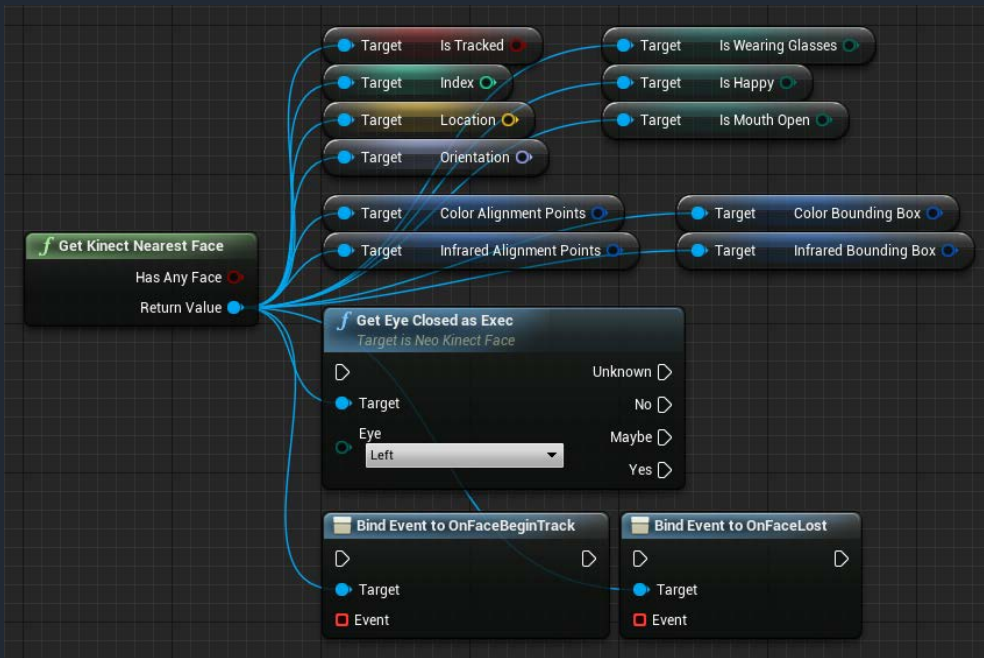 Target Is Tracked
Target Is Wearing Glasses
Target Index
Target Is Happy
Target Location
Target Is Mouth Open
Target Orientation
Target Color Alignment Points
Target Color Bounding Box
Target Infrared Alignment Points
Target Infrared Bounding Box
f Get Kinect Nearest Face
Has Any Face
Return Value
f Get Eye Closed as Exec
Target is Neo Kinect Face
Unknown
Target
No
Eye
Maybe
Left
Yes
Bind Event to OnFaceBeginTrack
Target
Event
Bind Event to OnFaceLost
Target
Event